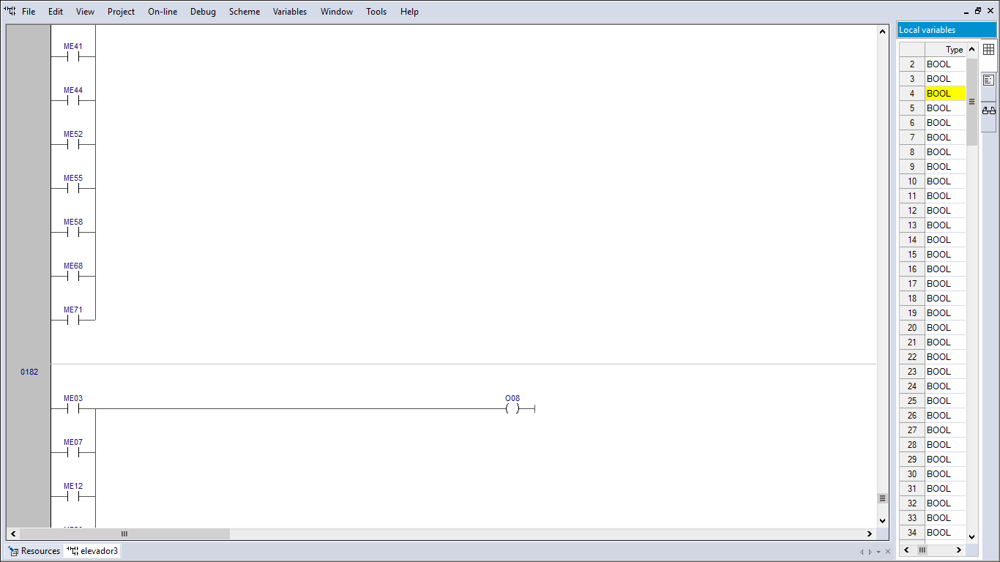 File Edit View Project On-line Debug Scheme Variables Window Tools Help
ME41
ME44
ME52
ME55
ME58
ME68
ME71
0182
ME03 O08
ME07
ME12
Resources elevador3
Local variables
Type
2 BOOL
3 BOOL
4 BOOL
5 BOOL
6 BOOL
7 BOOL
8 BOOL
9 BOOL
10 BOOL
11 BOOL
12 BOOL
13 BOOL
14 BOOL
15 BOOL
16 BOOL
17 BOOL
18 BOOL
19 BOOL
20 BOOL
21 BOOL
22 BOOL
23 BOOL
24 BOOL
25 BOOL
26 BOOL
27 BOOL
28 BOOL
29 BOOL
30 BOOL
31 BOOL
32 BOOL
33 BOOL
34 BOOL